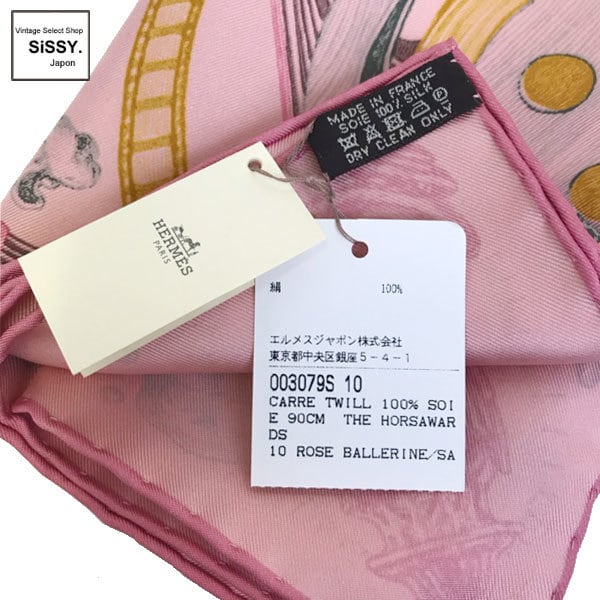 Vintage Select Shop
SiSSY.
Japan
MADE IN FRANCE
SOIE 100% SILK
DRY CLEAN ONLY
HERMES
PARIS
絹 100%
エルメスジャポン株式会社
東京都中央区銀座5-4-1
003079S 10
CARRE TWILL 100% SOI
E 90CM THE HORSAWAR
DS
10 ROSE BALLERINE/SA